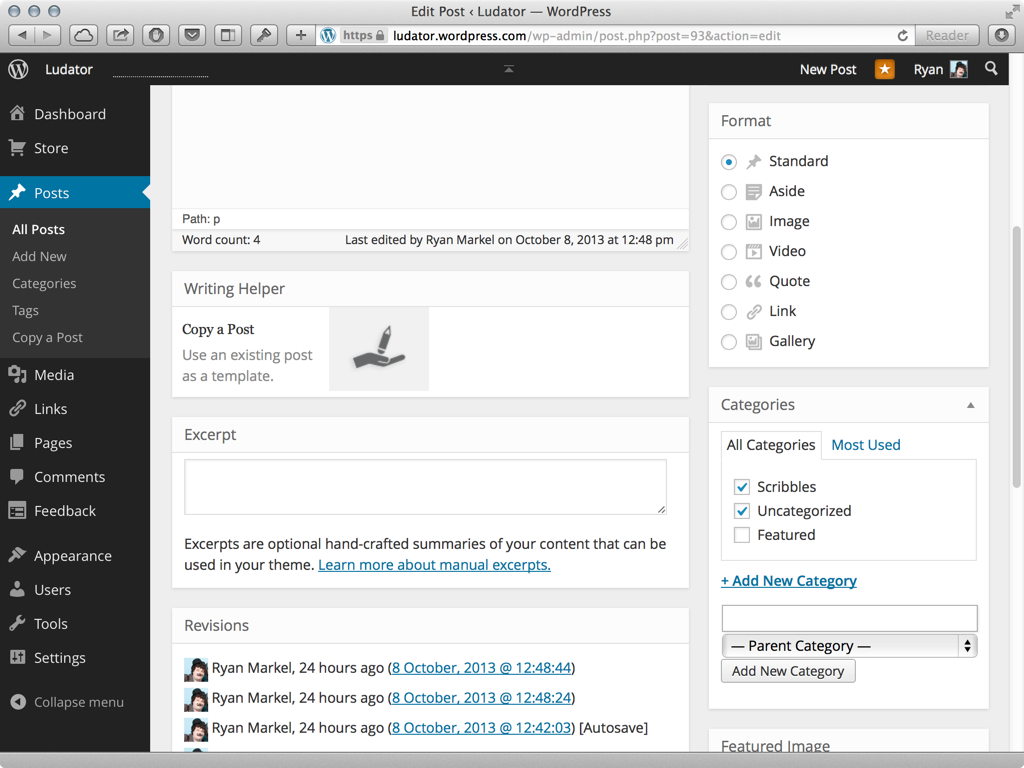 Edit Post ‹ Ludator — WordPress
https ludator.wordpress.com/wp-admin/post.php?post=93&action=edit Reader
Ludator New Post Ryan
Dashboard
Store
Posts
All Posts
Add New
Categories
Tags
Copy a Post
Media
Links
Pages
Comments
Feedback
Appearance
Users
Tools
Settings
Collapse menu
Path: p
Word count: 4 Last edited by Ryan Markel on October 8, 2013 at 12:48 pm
Writing Helper
Copy a Post
Use an existing post
as a template.
Excerpt
Excerpts are optional hand-crafted summaries of your content that can be
used in your theme. Learn more about manual excerpts.
Revisions
Ryan Markel, 24 hours ago (8 October, 2013 @ 12:48:44)
Ryan Markel, 24 hours ago (8 October, 2013 @ 12:48:24)
Ryan Markel, 24 hours ago (8 October, 2013 @ 12:42:03) [Autosave]
Format
Standard
Aside
Image
Video
Quote
Link
Gallery
Categories
All Categories Most Used
Scribbles
Uncategorized
Featured
+ Add New Category
— Parent Category —
Add New Category
Featured Image